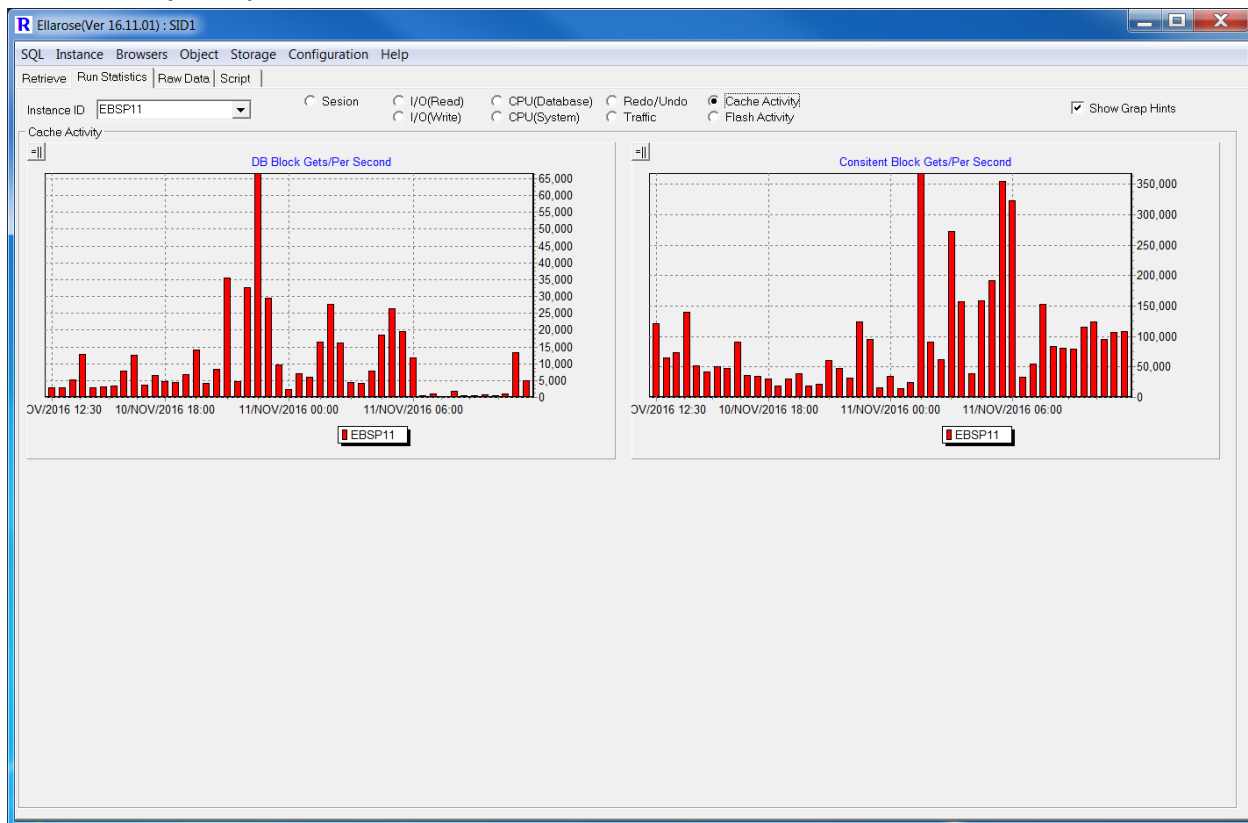 Ellarose(Ver 16.11.01) : SID1
SQL Instance Browsers Object Storage Configuration Help
Retrieve Run Statistics Raw Data Script
Instance ID EBSP11 Sesion I/O(Read) CPU(Database) Redo/Undo Cache Activity Show Grap Hints
I/O(Write) CPU(System) Traffic Flash Activity
Cache Activity
DB Block Gets/Per Second
65,000
60,000
55,000
50,000
45,000
40,000
35,000
30,000
25,000
20,000
15,000
10,000
5,000
0
OV/2016 12:30 10/NOV/2016 18:00 11/NOV/2016 00:00 11/NOV/2016 06:00
EBSP11
Consitent Block Gets/Per Second
350,000
300,000
250,000
200,000
150,000
100,000
50,000
0
OV/2016 12:30 10/NOV/2016 18:00 11/NOV/2016 00:00 11/NOV/2016 06:00
EBSP11